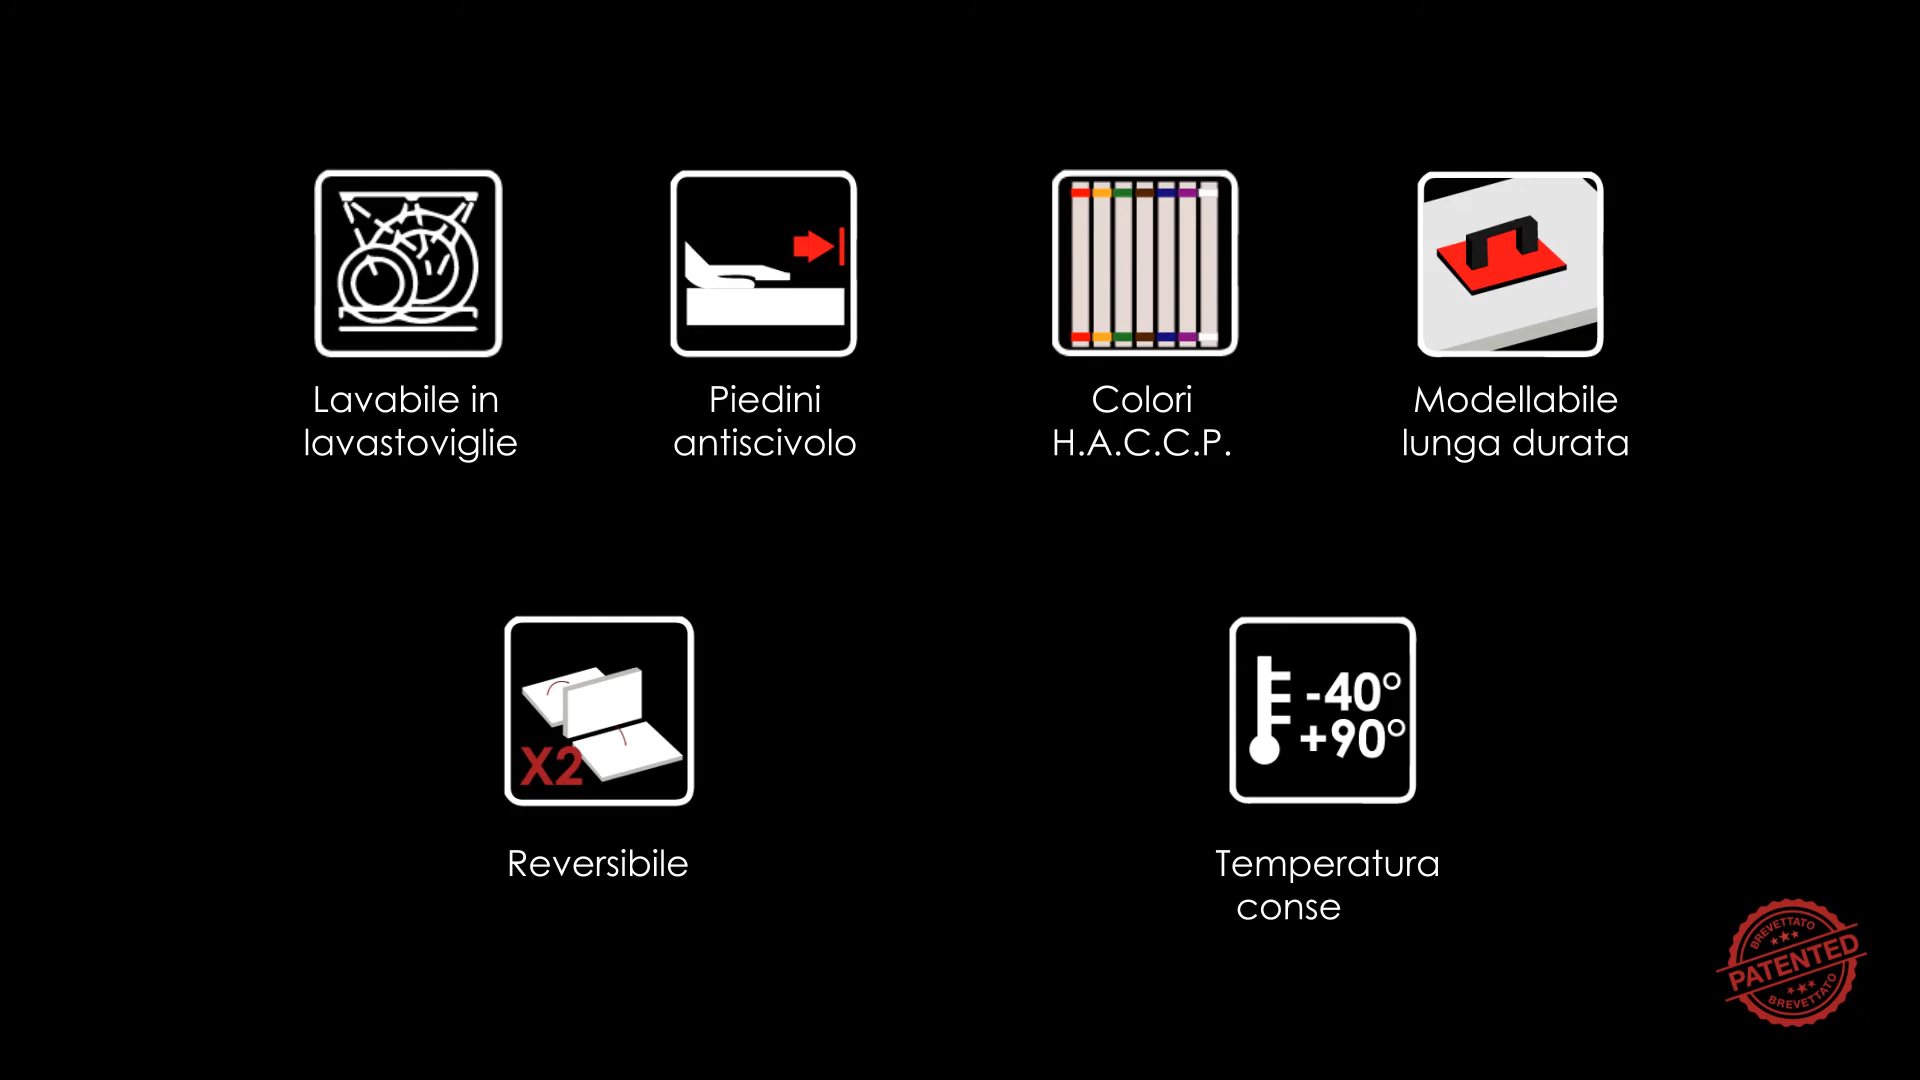 Lavabile in
lavastoviglie
Piedini
antiscivolo
Colori
H.A.C.C.P.
Modellabile
lunga durata
X2
Reversibile
-40°
+90°
Temperatura
conse
BREVETTATO
PATENTED
BREVETTATO